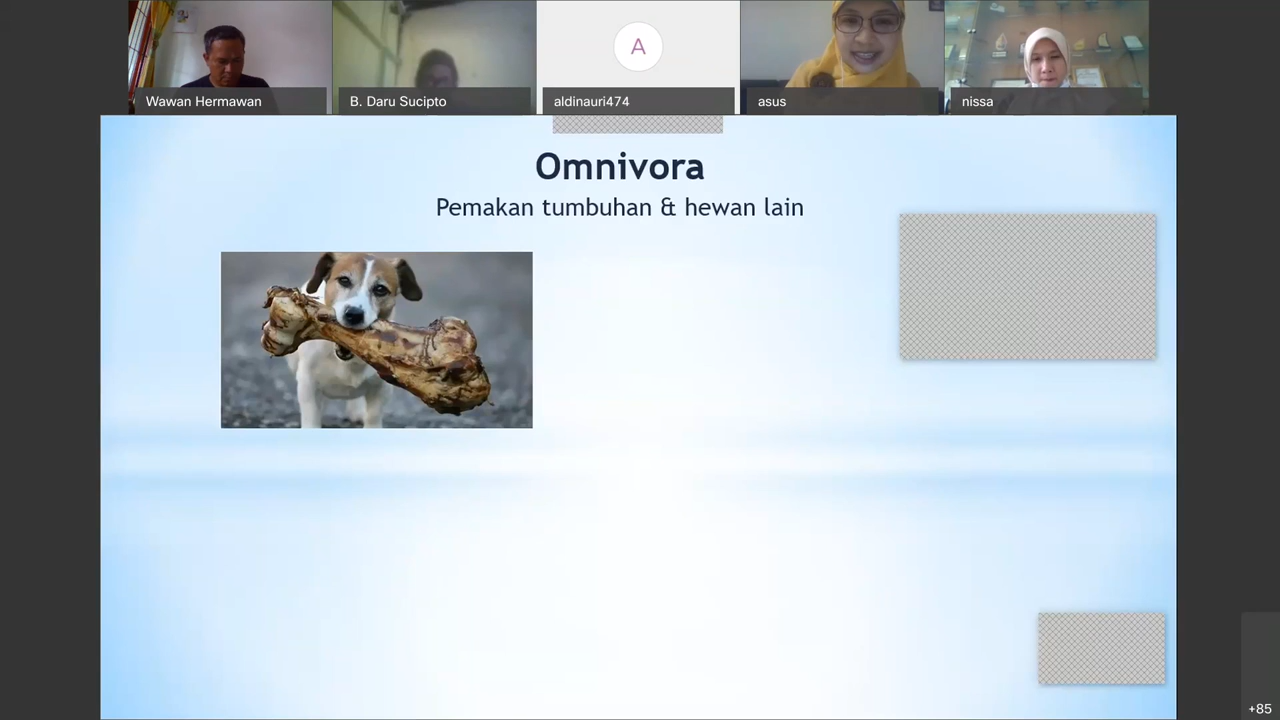 Wawan Hermawan
B. Daru Sucipto
A
aldinauri474
asus
nissa
Omnivora
Pemakan tumbuhan & hewan lain
+85